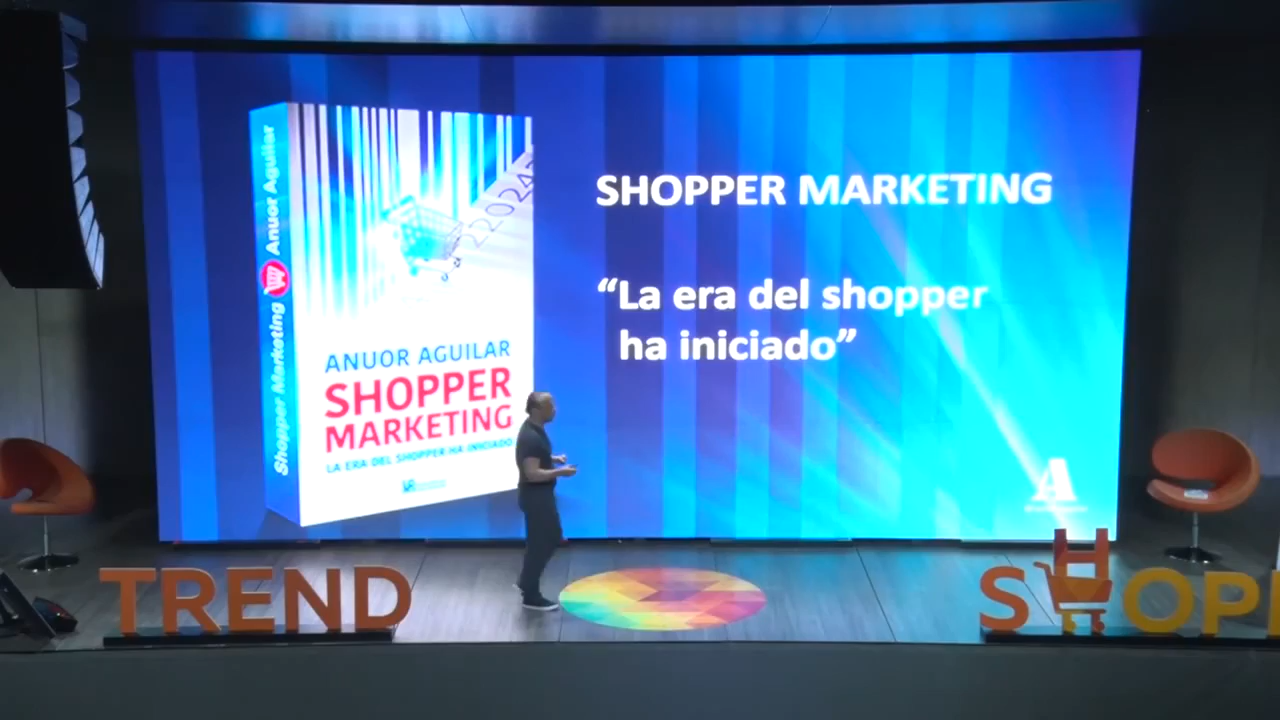 SHOPPER MARKETING
“La era del shopper
ha iniciado”
Shopper Marketing Anuor Aguilar
ANUOR AGUILAR
SHOPPER
MARKETING
LA ERA DEL SHOPPER HA INICIADO
A
TREND
SHOP